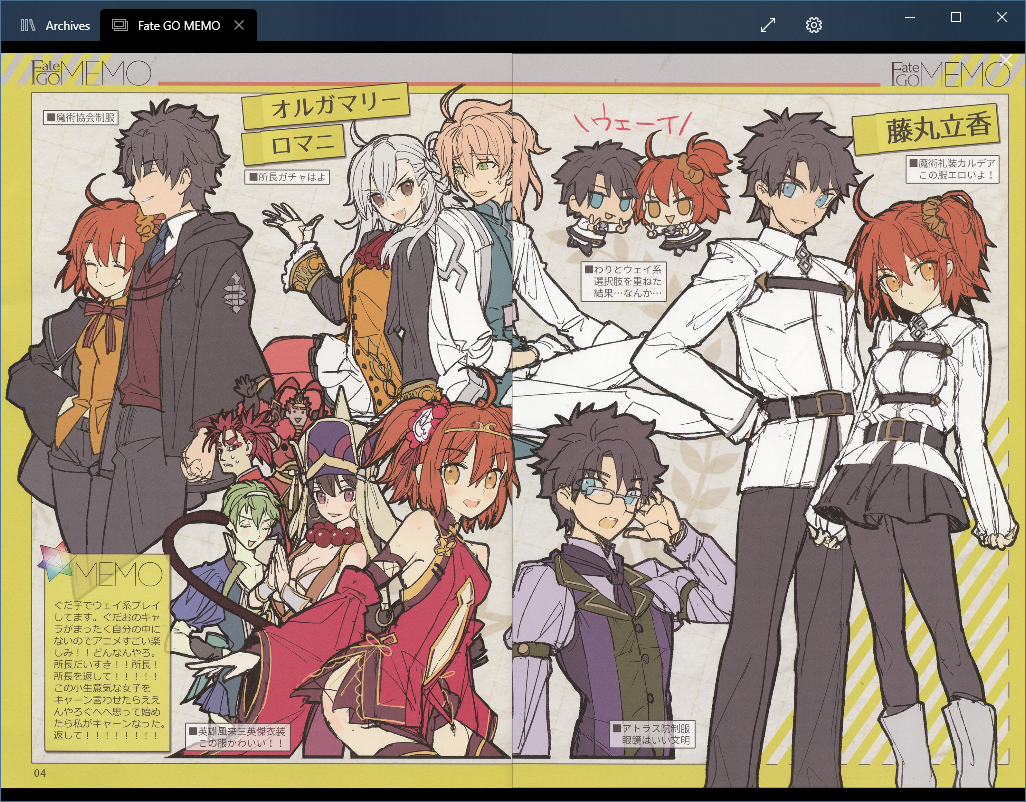 Archives
Fate GO MEMO
Fate
GO MEMO
Fate
GO MEMO
■魔術協会制服
オルガマリー
ロマニ
■所長ガチャはよ
\ウェーイ/
藤丸立香
■魔術礼装カルデア
この服エロいよ!
■わりとウェイ系
選択肢を重ねた
結果…なんか…
MEMO
ぐだ子でウェイ系プレイ
してます。ぐだおのキャ
ラがまったく自分の中に
ないのでアニメすごい楽
しみ!!どんなんやろ。
所長だいすき!!所長!
所長を返して!!!!!
この小生意気な女子を
キャーン言わせたらええ
んやろぐへへ思って始め
たら私がキャーンなった。
返して!!!!!!!!
■英雄風来三英傑衣装
この服かわいい!!
■アトラス院制服
眼鏡はいい文明
04